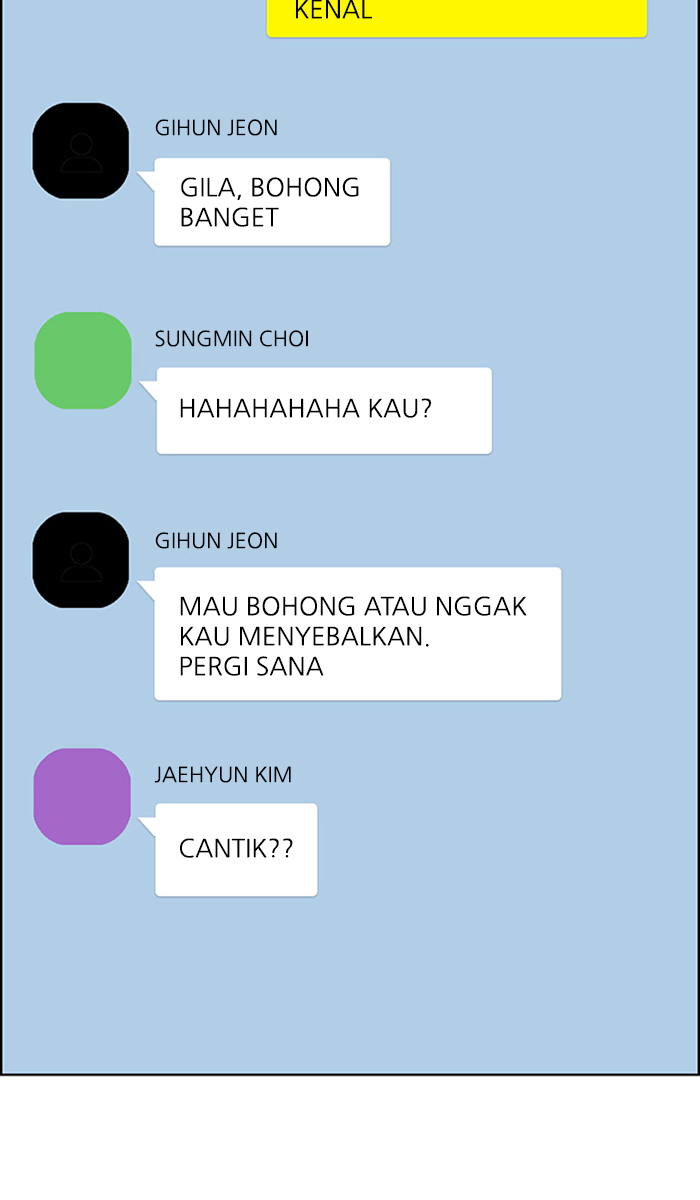 KENAL
GIHUN JEON
GILA, BOHONG
BANGET
SUNGMIN CHOI
HAHAHAHAHA KAU?
GIHUN JEON
MAU BOHONG ATAU NGGAK
KAU MENYEBALKAN.
PERGI SANA
JAEHYUN KIM
CANTIK??